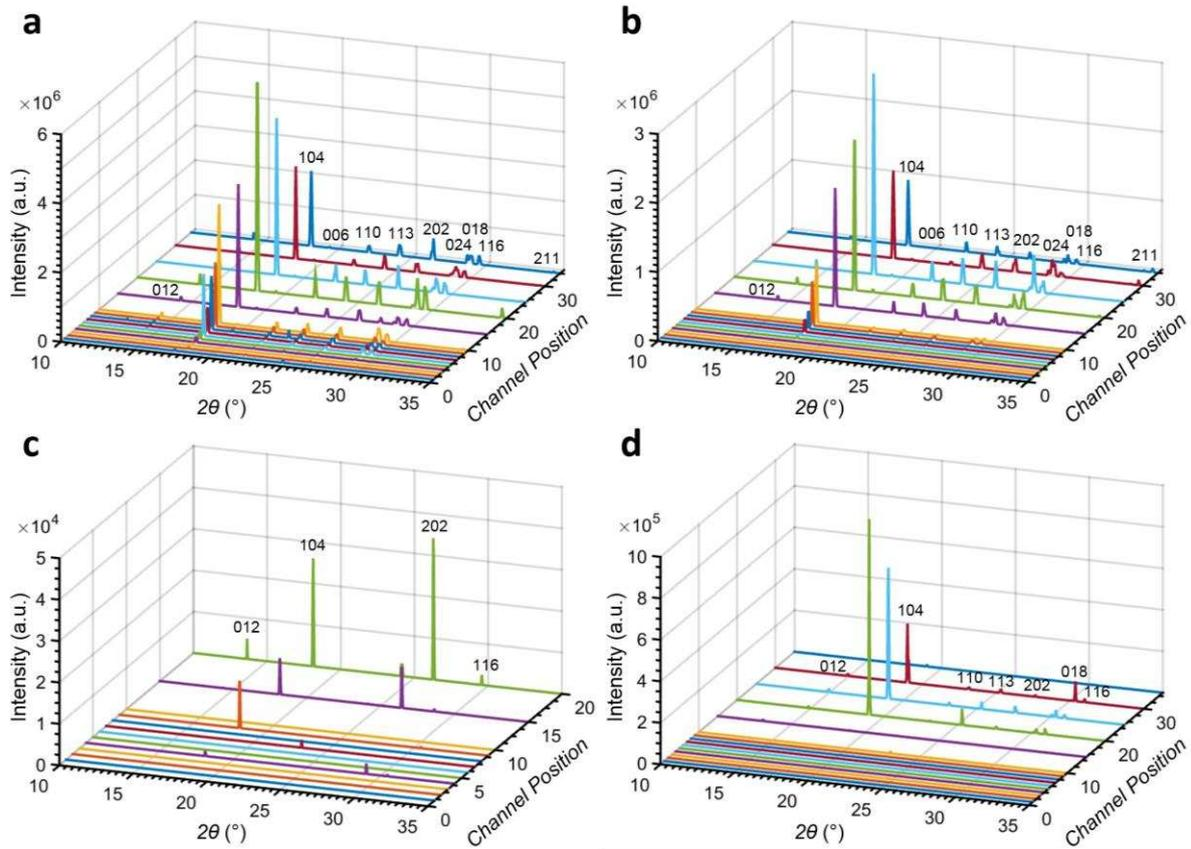 a
×10⁶
6
4
2
0
Intensity (a.u.)
104
006 110 113 202 018
024 116
211
012
10 15 20 25 30 35
2θ (°)
0 10 20 30
Channel Position
b
×10⁶
3
2
1
0
Intensity (a.u.)
104
006 110 113 202 018
024 116
211
012
10 15 20 25 30 35
2θ (°)
0 10 20 30
Channel Position
c
×10⁴
5
4
3
2
1
0
Intensity (a.u.)
012
104
202
116
10 15 20 25 30 35
2θ (°)
0 5 10 15 20
Channel Position
d
×10⁵
10
8
6
4
2
0
Intensity (a.u.)
012
104
110 113 202 018
116
10 15 20 25 30 35
2θ (°)
0 10 20 30
Channel Position